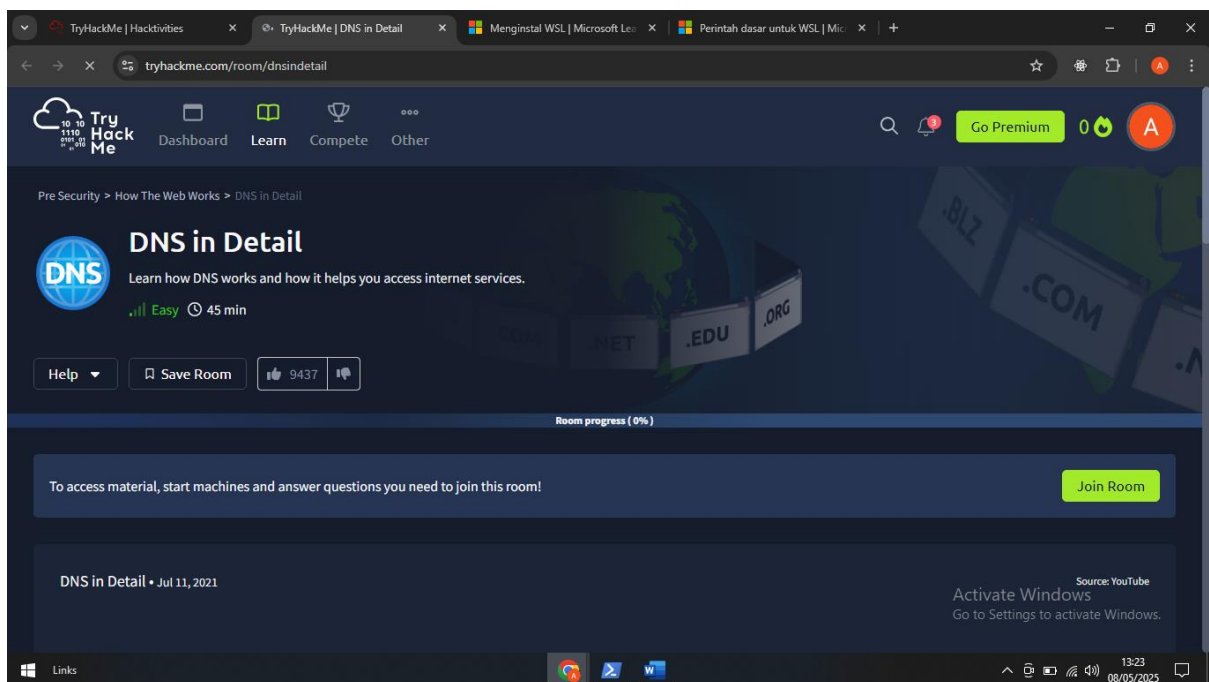 TryHackMe | Hacktivities
TryHackMe | DNS in Detail
Menginstal WSL | Microsoft Lea
Perintah dasar untuk WSL | Mic
tryhackme.com/room/dnsindetail
A
Try
Hack
Me
Dashboard
Learn
Compete
Other
3
Go Premium
0
A
Pre Security > How The Web Works > DNS in Detail
DNS
DNS in Detail
Learn how DNS works and how it helps you access internet services.
Easy 45 min
.BIZ
.COM
.COM
.NET
.EDU
.ORG
Help
Save Room
9437
Room progress ( 0% )
To access material, start machines and answer questions you need to join this room!
Join Room
DNS in Detail • Jul 11, 2021
Source: YouTube
Activate Windows
Go to Settings to activate Windows.
Links
13:23
08/05/2025